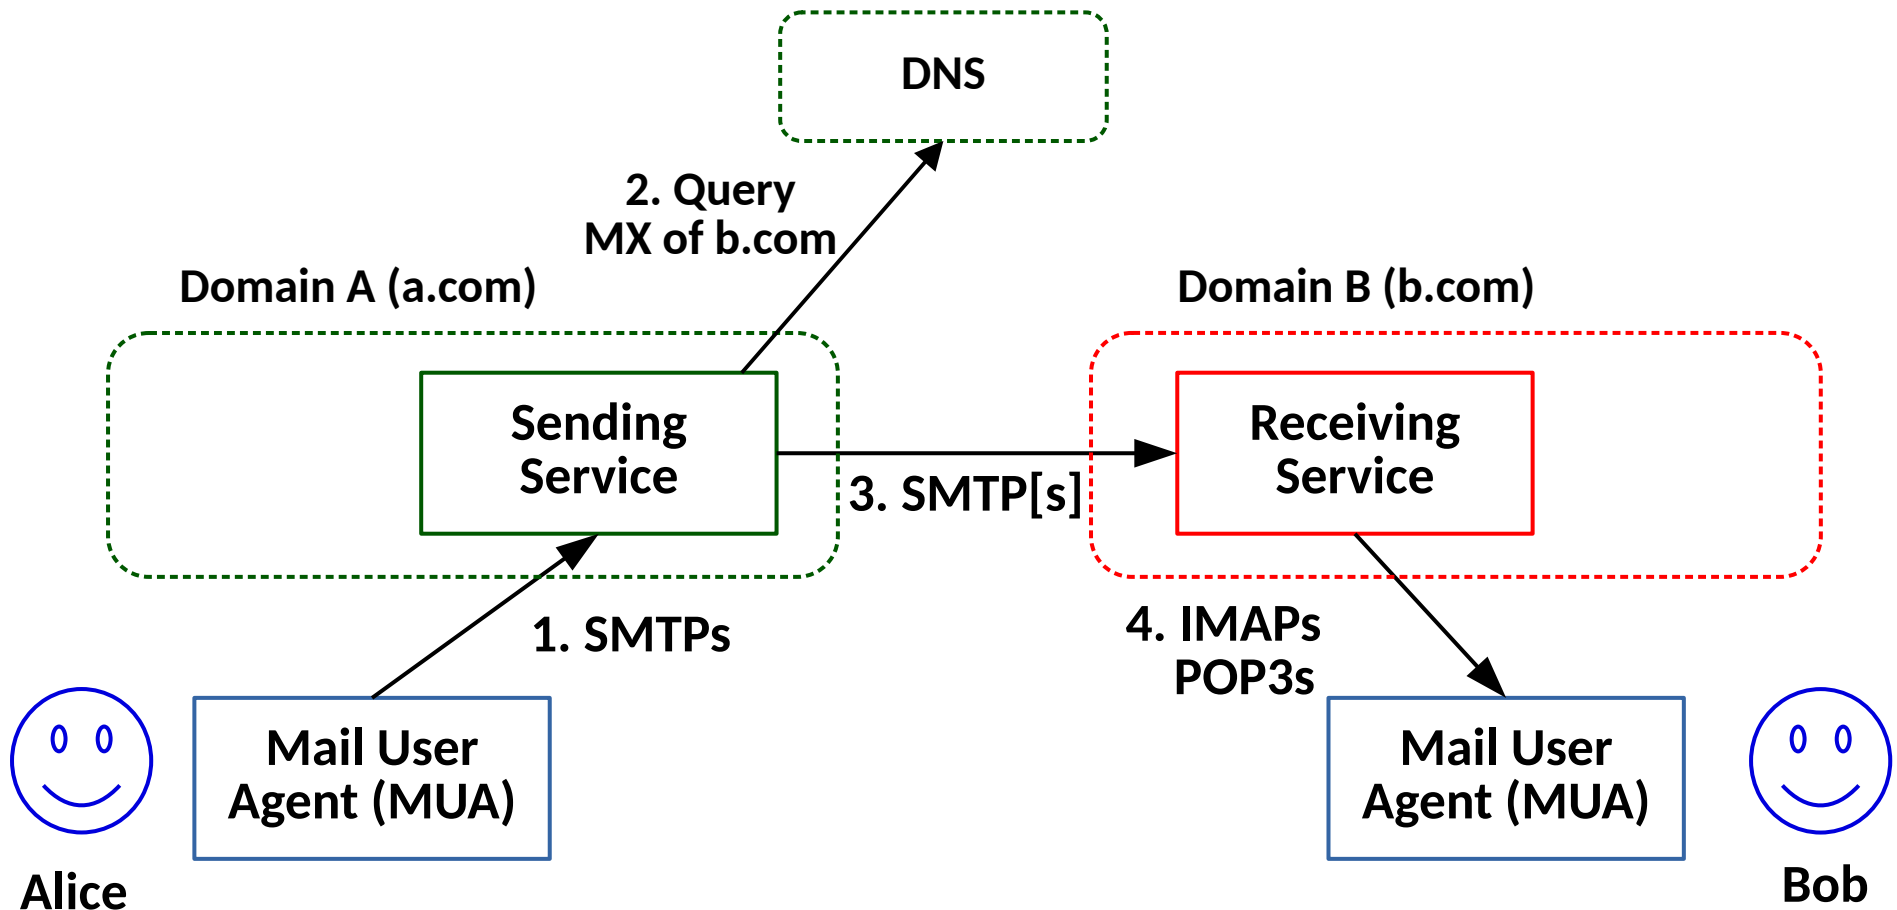 DNS
2. Query
MX of b.com
Domain A (a.com)
Domain B (b.com)
Sending
Service
Receiving
Service
3. SMTP[s]
1. SMTPs
4. IMAPs
POP3s
Mail User
Agent (MUA)
Mail User
Agent (MUA)
Alice
Bob